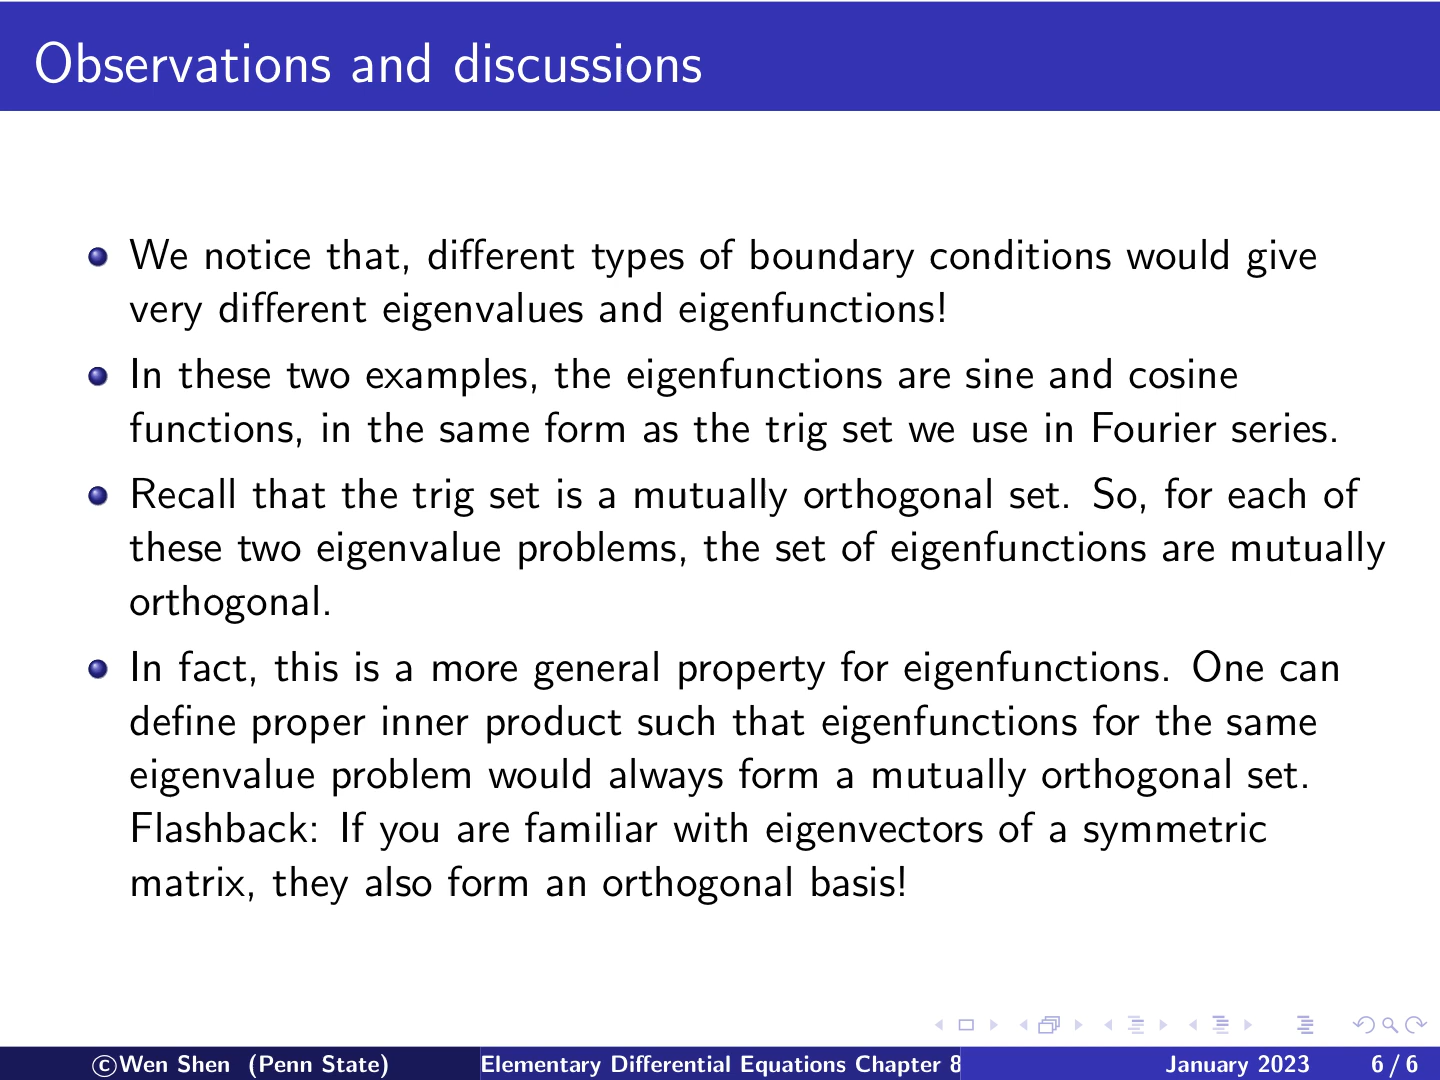 Observations and discussions
We notice that, different types of boundary conditions would give
very different eigenvalues and eigenfunctions!
In these two examples, the eigenfunctions are sine and cosine
functions, in the same form as the trig set we use in Fourier series.
Recall that the trig set is a mutually orthogonal set. So, for each of
these two eigenvalue problems, the set of eigenfunctions are mutually
orthogonal.
In fact, this is a more general property for eigenfunctions. One can
define proper inner product such that eigenfunctions for the same
eigenvalue problem would always form a mutually orthogonal set.
Flashback: If you are familiar with eigenvectors of a symmetric
matrix, they also form an orthogonal basis!
©Wen Shen (Penn State) Elementary Differential Equations Chapter 8 January 2023 6 / 6